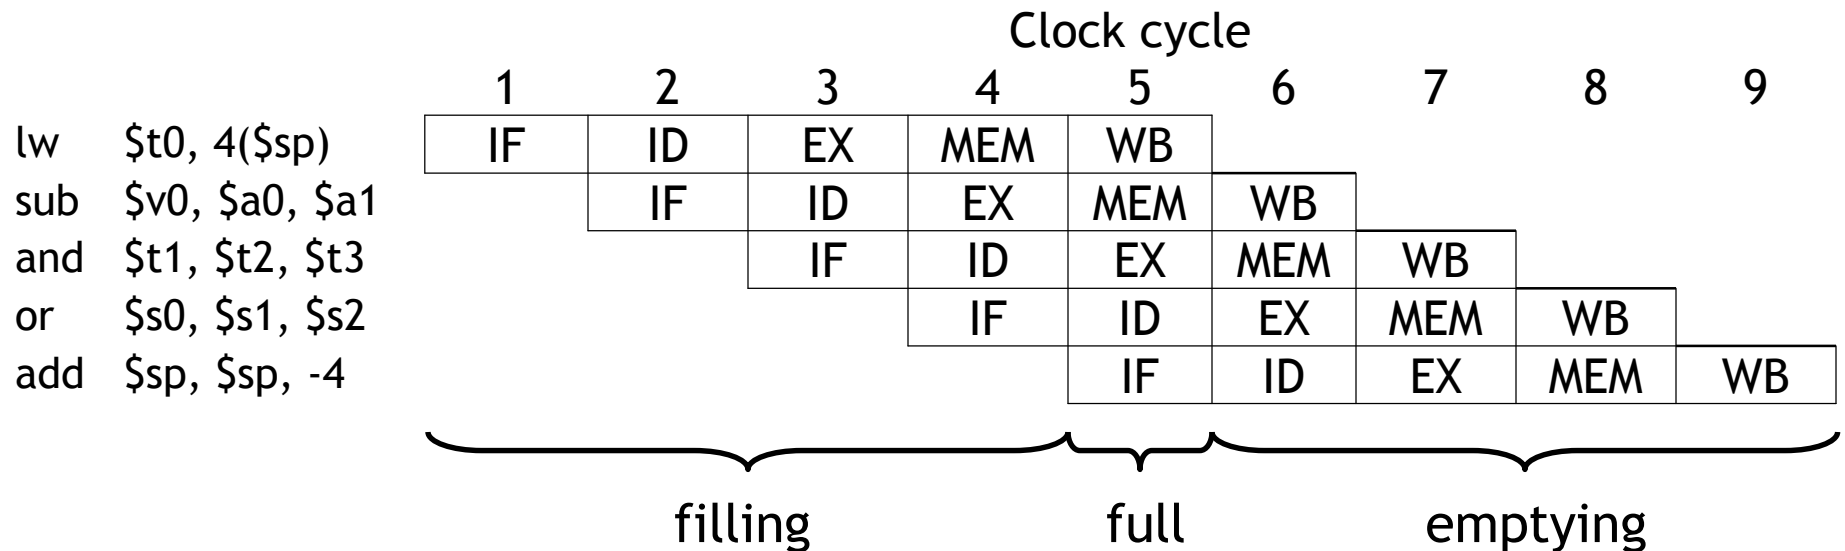 Clock cycle
1 2 3 4 5 6 7 8 9
lw $t0, 4($sp) IF ID EX MEM WB
sub $v0, $a0, $a1 IF ID EX MEM WB
and $t1, $t2, $t3 IF ID EX MEM WB
or $s0, $s1, $s2 IF ID EX MEM WB
add $sp, $sp, -4 IF ID EX MEM WB
filling full emptying